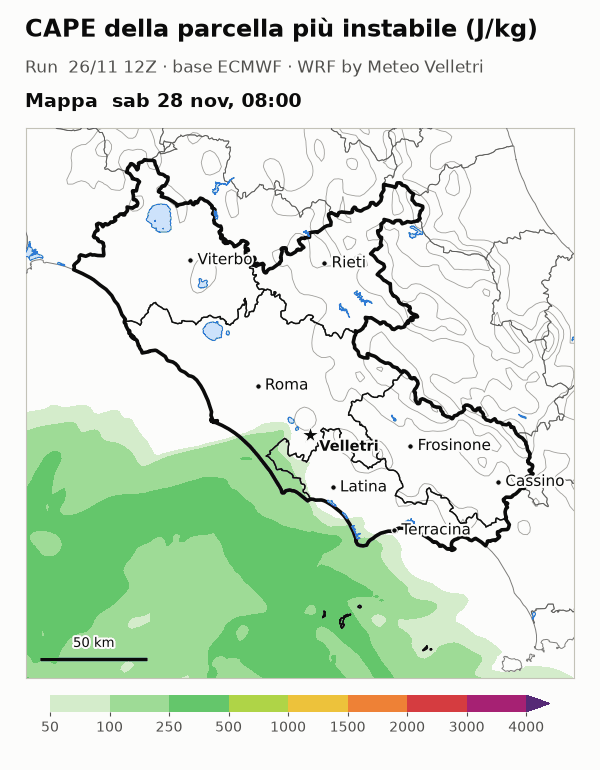 CAPE della parcella più instabile (J/kg)
Run  26/11 12Z · base ECMWF · WRF by Meteo Velletri
Mappa  sab 28 nov, 08:00
Viterbo
Rieti
Roma
Velletri
Frosinone
Cassino
Latina
Terracina
50 km
50 100 250 500 1000 1500 2000 3000 4000